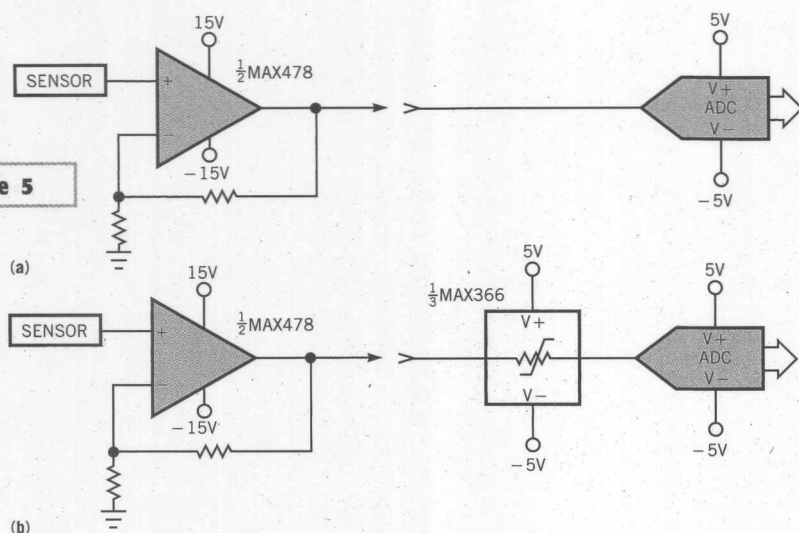 15V
5V
SENSOR
+
½MAX478
V+
ADC
V−
−
−15V
−5V
e 5
(a)
15V
5V
5V
SENSOR
+
½MAX478
⅓MAX366
V+
V+
ADC
V−
−
V−
−15V
−5V
−5V
(b)